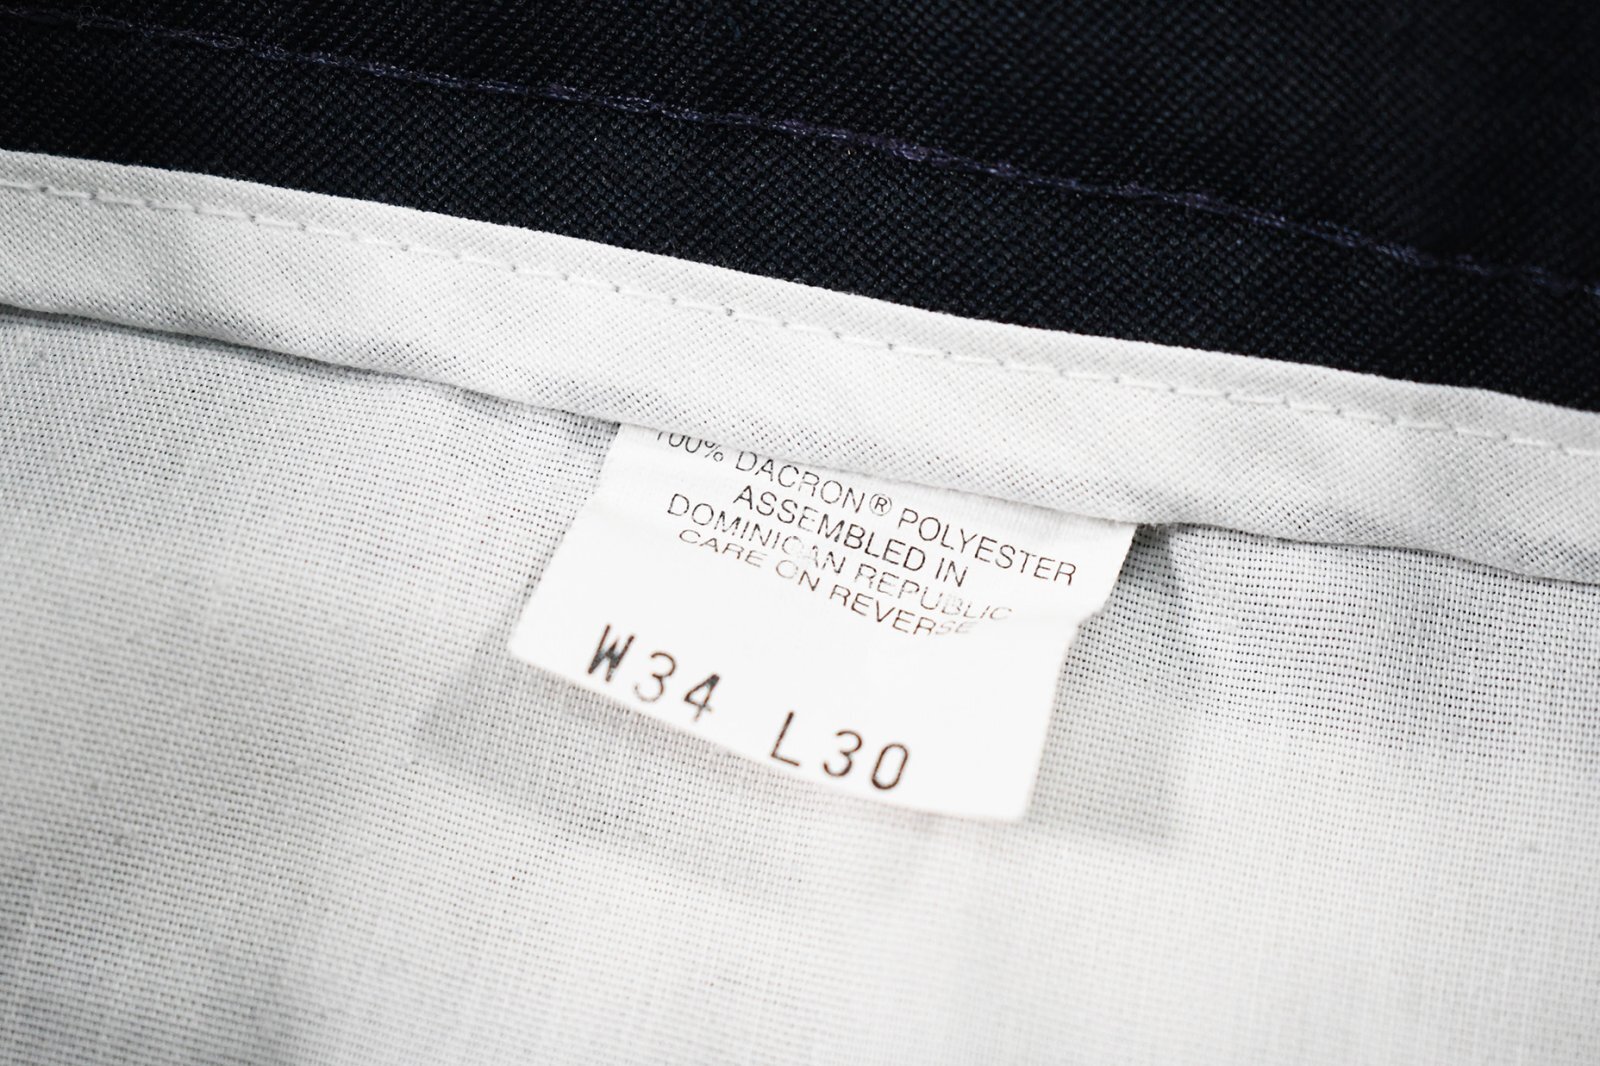 100% DACRON® POLYESTER
ASSEMBLED IN
DOMINICAN REPUBLIC
CARE ON REVERSE
W34 L30